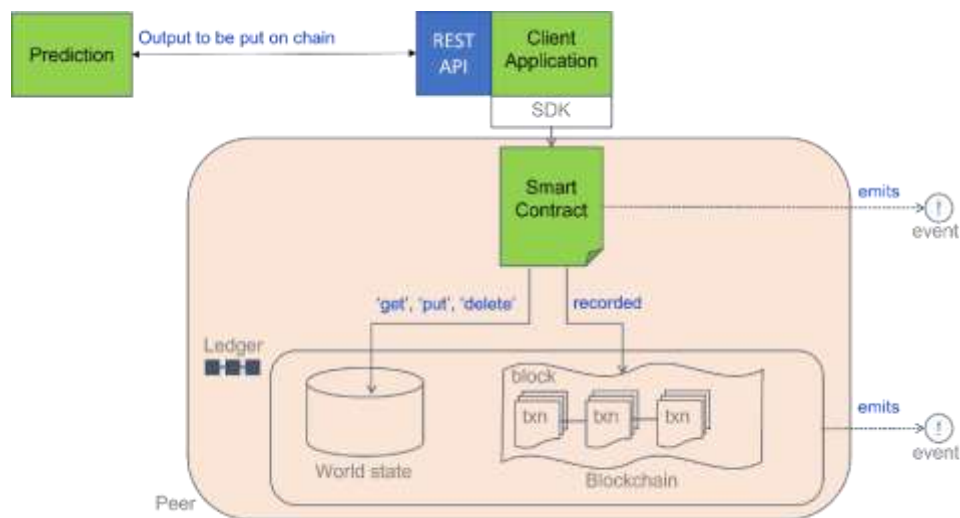 Prediction
Output to be put on chain
REST
API
Client
Application
SDK
Smart
Contract
emits
!
event
'get', 'put', 'delete'
recorded
Ledger
block
txn
txn
txn
World state
Blockchain
emits
!
event
Peer